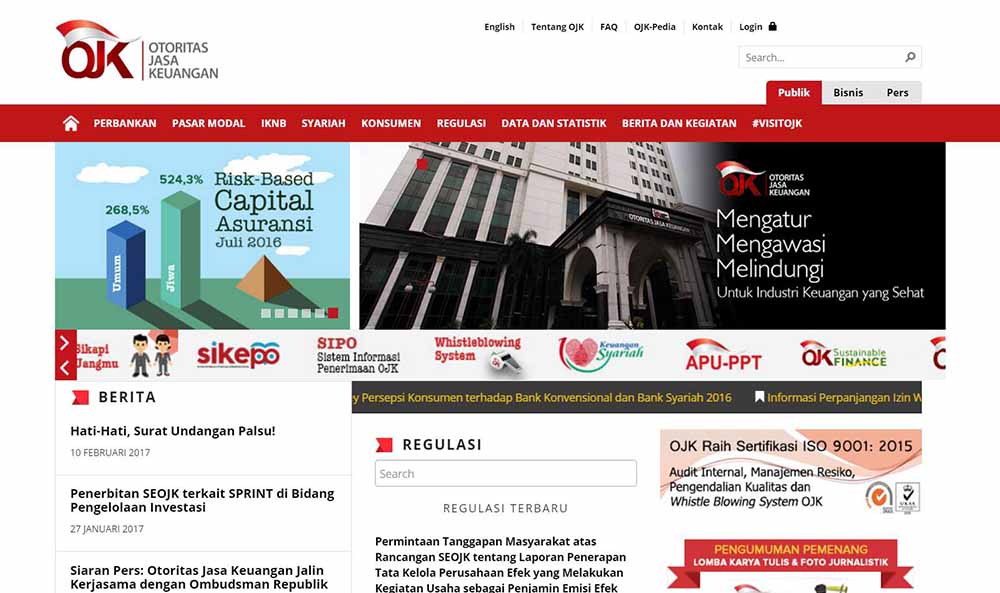 English Tentang OJK FAQ OJK-Pedia Kontak Login
OJK OTORITAS
JASA
KEUANGAN
Search...
Publik Bisnis Pers
PERBANKAN PASAR MODAL IKNB SYARIAH KONSUMEN REGULASI DATA DAN STATISTIK BERITA DAN KEGIATAN #VISITOJK
Risk-Based
Capital
Asuransi
Juli 2016
524,3%
268,5%
Umum
Jiwa
OTORITAS JASA KEUANGAN
OJK OTORITAS
JASA
KEUANGAN
Mengatur
Mengawasi
Melindungi
Untuk Industri Keuangan yang Sehat
Sikapi
Uangmu
sikepo
SIPO
Sistem Informasi
Penerimaan OJK
Whistleblowing
System
Keuangan
Syariah
APU-PPT
OJK Sustainable
FINANCE
BERITA
Hati-Hati, Surat Undangan Palsu!
10 FEBRUARI 2017
Penerbitan SEOJK terkait SPRINT di Bidang
Pengelolaan Investasi
27 JANUARI 2017
Siaran Pers: Otoritas Jasa Keuangan Jalin
Kerjasama dengan Ombudsman Republik
y Persepsi Konsumen terhadap Bank Konvensional dan Bank Syariah 2016 Informasi Perpanjangan Izin W
REGULASI
Search
REGULASI TERBARU
Permintaan Tanggapan Masyarakat atas
Rancangan SEOJK tentang Laporan Penerapan
Tata Kelola Perusahaan Efek yang Melakukan
Kegiatan Usaha sebagai Penjamin Emisi Efek
OJK Raih Sertifikasi ISO 9001: 2015
Audit Internal, Manajemen Resiko,
Pengendalian Kualitas dan
Whistle Blowing System OJK
UKAS
PENGUMUMAN PEMENANG
LOMBA KARYA TULIS & FOTO JURNALISTIK